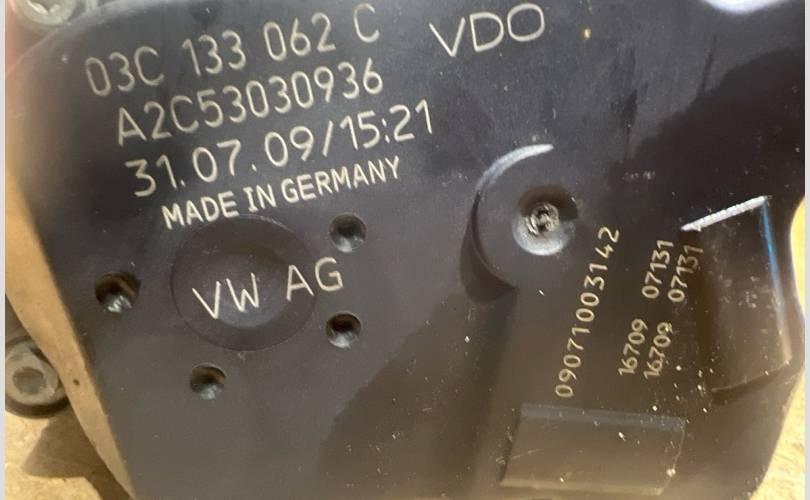 03C 133 062 C
VDO
A2C53030936
31.07.09/15:21
MADE IN GERMANY
VW AG
09071003142
16709 07131
16709 07131